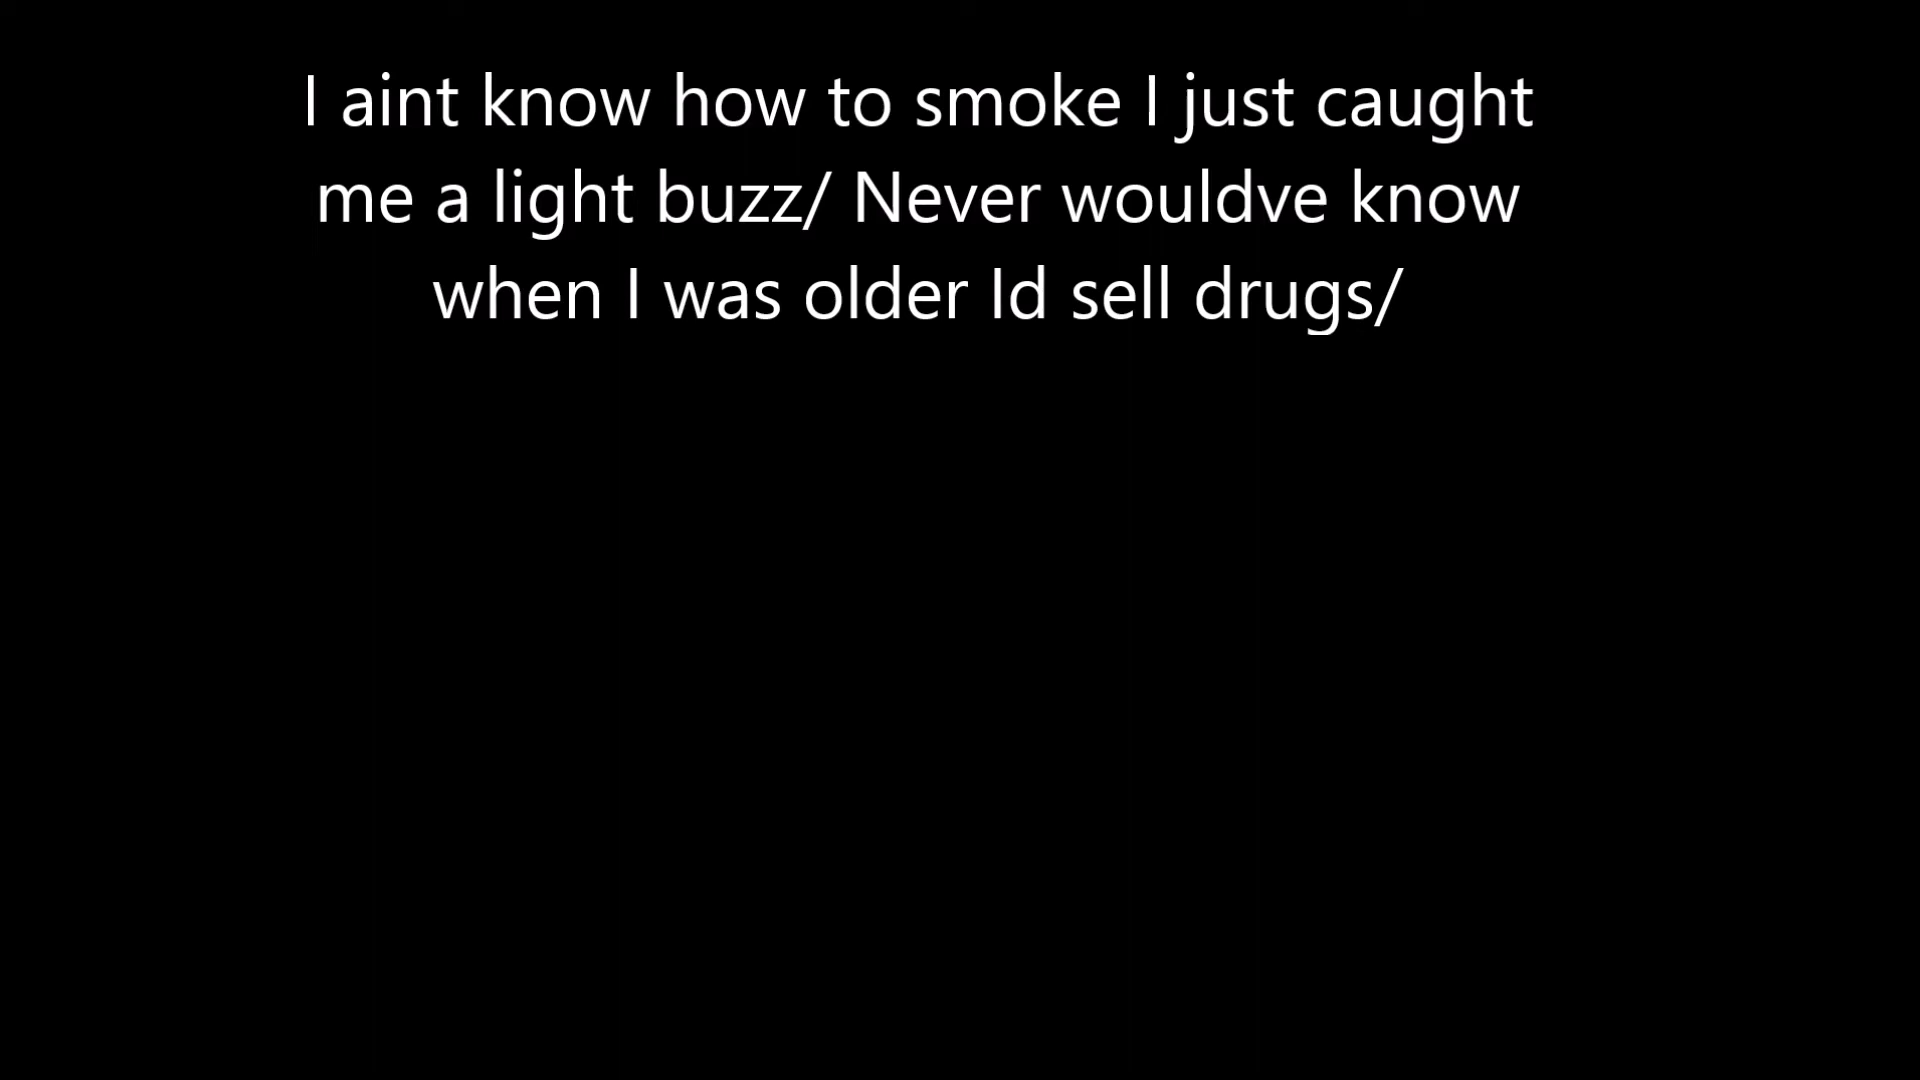 I aint know how to smoke I just caught
me a light buzz/ Never wouldve know
when I was older Id sell drugs/